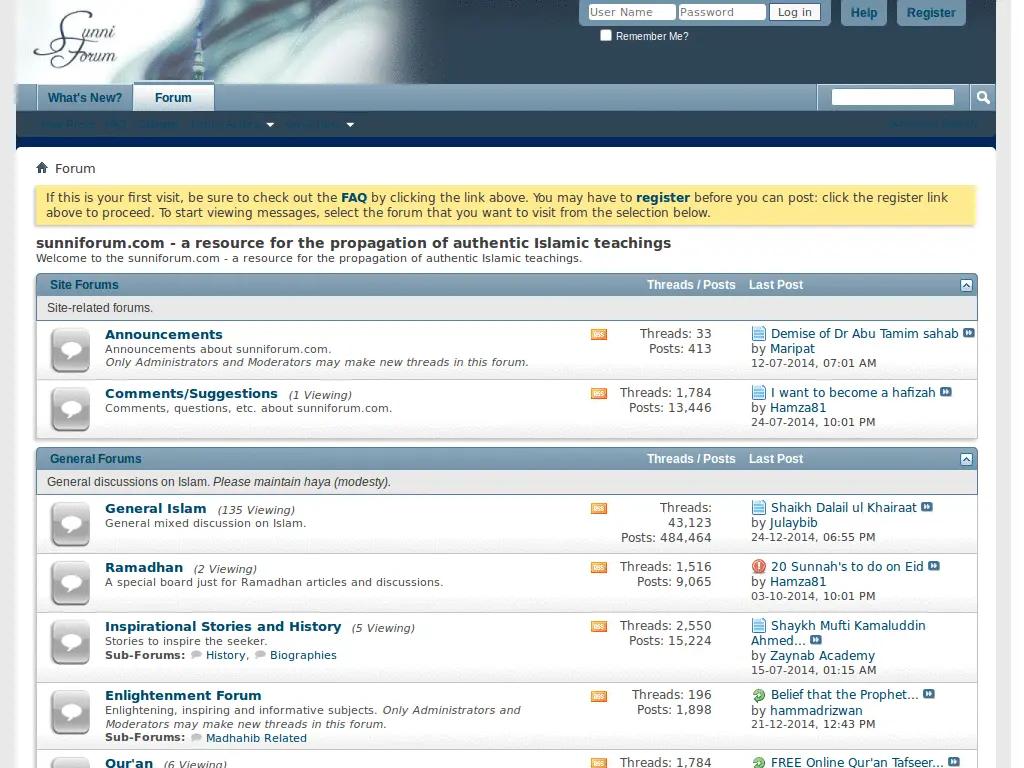 Sunni
Forum
User Name Password Log in Help Register
Remember Me?
What's New? Forum
Forum
If this is your first visit, be sure to check out the FAQ by clicking the link above. You may have to register before you can post: click the register link
above to proceed. To start viewing messages, select the forum that you want to visit from the selection below.
sunniforum.com - a resource for the propagation of authentic Islamic teachings
Welcome to the sunniforum.com - a resource for the propagation of authentic Islamic teachings.
Site Forums Threads / Posts Last Post
Site-related forums.
Announcements RSS Threads: 33 Demise of Dr Abu Tamim sahab
Announcements about sunniforum.com. Posts: 413 by Maripat
Only Administrators and Moderators may make new threads in this forum. 12-07-2014, 07:01 AM
Comments/Suggestions (1 Viewing) RSS Threads: 1,784 I want to become a hafizah
Comments, questions, etc. about sunniforum.com. Posts: 13,446 by Hamza81
24-07-2014, 10:01 PM
General Forums Threads / Posts Last Post
General discussions on Islam. Please maintain haya (modesty).
General Islam (135 Viewing) RSS Threads: Shaikh Dalail ul Khairaat
General mixed discussion on Islam. 43,123 by Julaybib
Posts: 484,464 24-12-2014, 06:55 PM
Ramadhan (2 Viewing) RSS Threads: 1,516 20 Sunnah's to do on Eid
A special board just for Ramadhan articles and discussions. Posts: 9,065 by Hamza81
03-10-2014, 10:01 PM
Inspirational Stories and History (5 Viewing) RSS Threads: 2,550 Shaykh Mufti Kamaluddin
Stories to inspire the seeker. Posts: 15,224 Ahmed...
Sub-Forums: History, Biographies by Zaynab Academy
15-07-2014, 01:15 AM
Enlightenment Forum RSS Threads: 196 Belief that the Prophet...
Enlightening, inspiring and informative subjects. Only Administrators and Posts: 1,898 by hammadrizwan
Moderators may make new threads in this forum. 21-12-2014, 12:43 PM
Sub-Forums: Madhahib Related
Qur'an (6 Viewing) RSS Threads: 1,784 FREE Online Qur'an Tafseer...